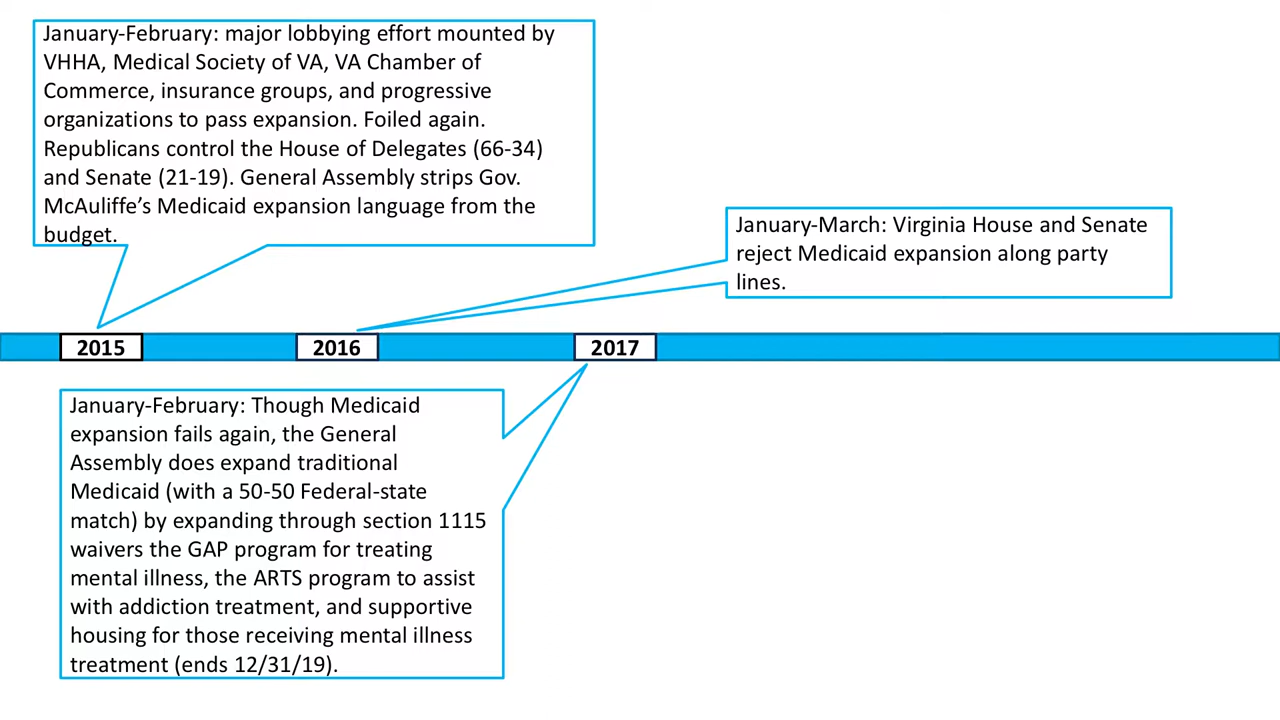 January-February: major lobbying effort mounted by
VHHA, Medical Society of VA, VA Chamber of
Commerce, insurance groups, and progressive
organizations to pass expansion. Foiled again.
Republicans control the House of Delegates (66-34)
and Senate (21-19). General Assembly strips Gov.
McAuliffe’s Medicaid expansion language from the
budget.
January-March: Virginia House and Senate
reject Medicaid expansion along party
lines.
2015
2016
2017
January-February: Though Medicaid
expansion fails again, the General
Assembly does expand traditional
Medicaid (with a 50-50 Federal-state
match) by expanding through section 1115
waivers the GAP program for treating
mental illness, the ARTS program to assist
with addiction treatment, and supportive
housing for those receiving mental illness
treatment (ends 12/31/19).